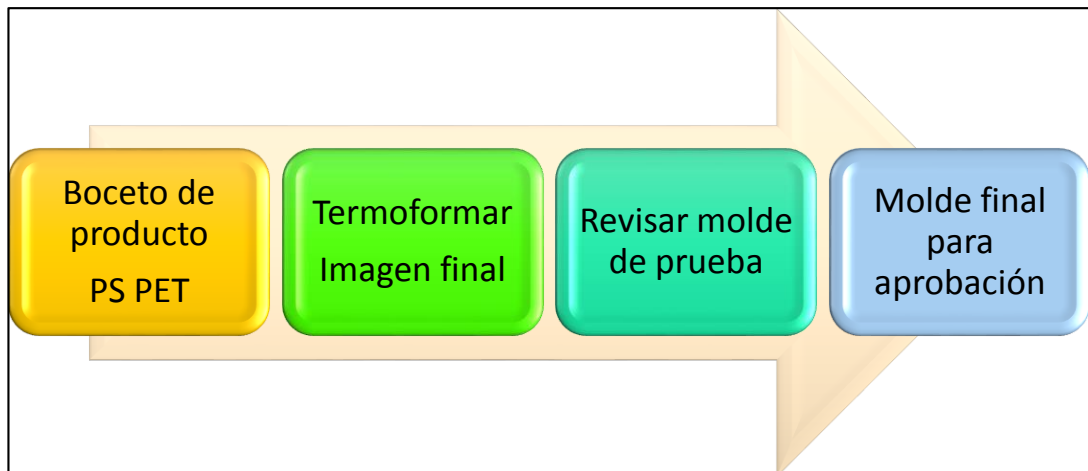 Boceto de
producto
PS PET
Termoformar
Imagen final
Revisar molde
de prueba
Molde final
para
aprobación